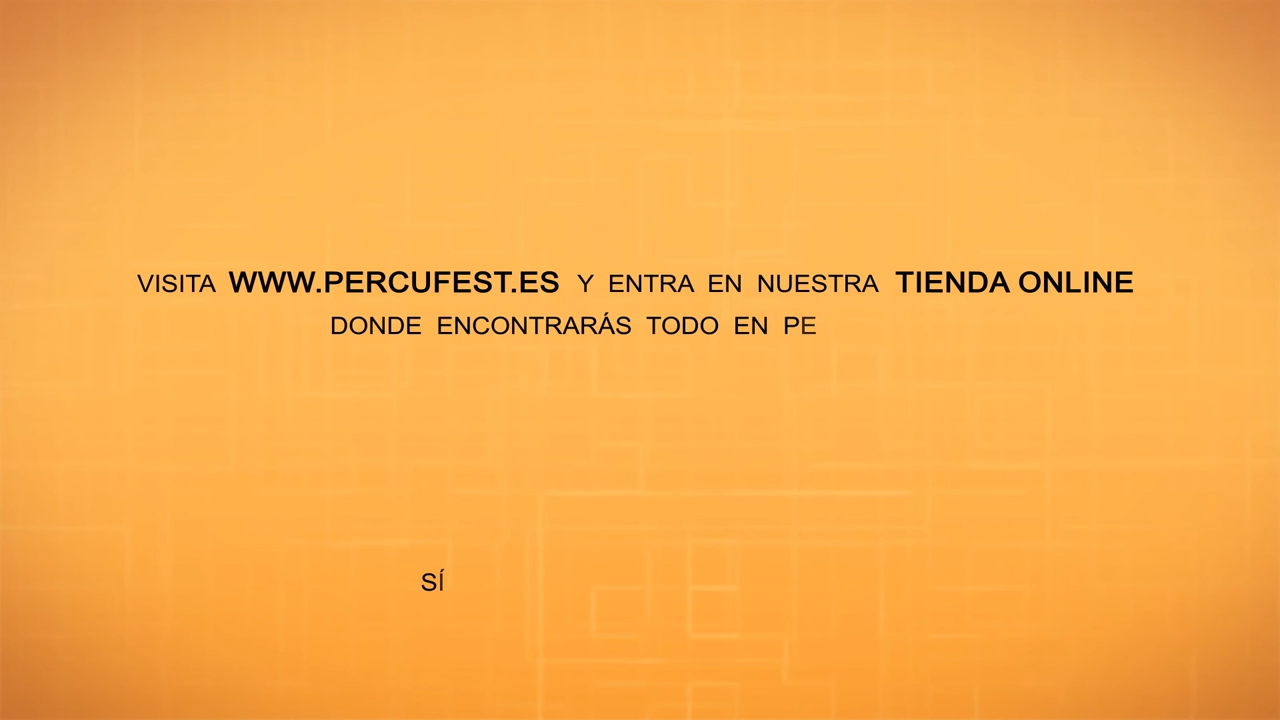 VISITA WWW.PERCUFEST.ES Y ENTRA EN NUESTRA TIENDA ONLINE
DONDE ENCONTRARÁS TODO EN PE
SÍ